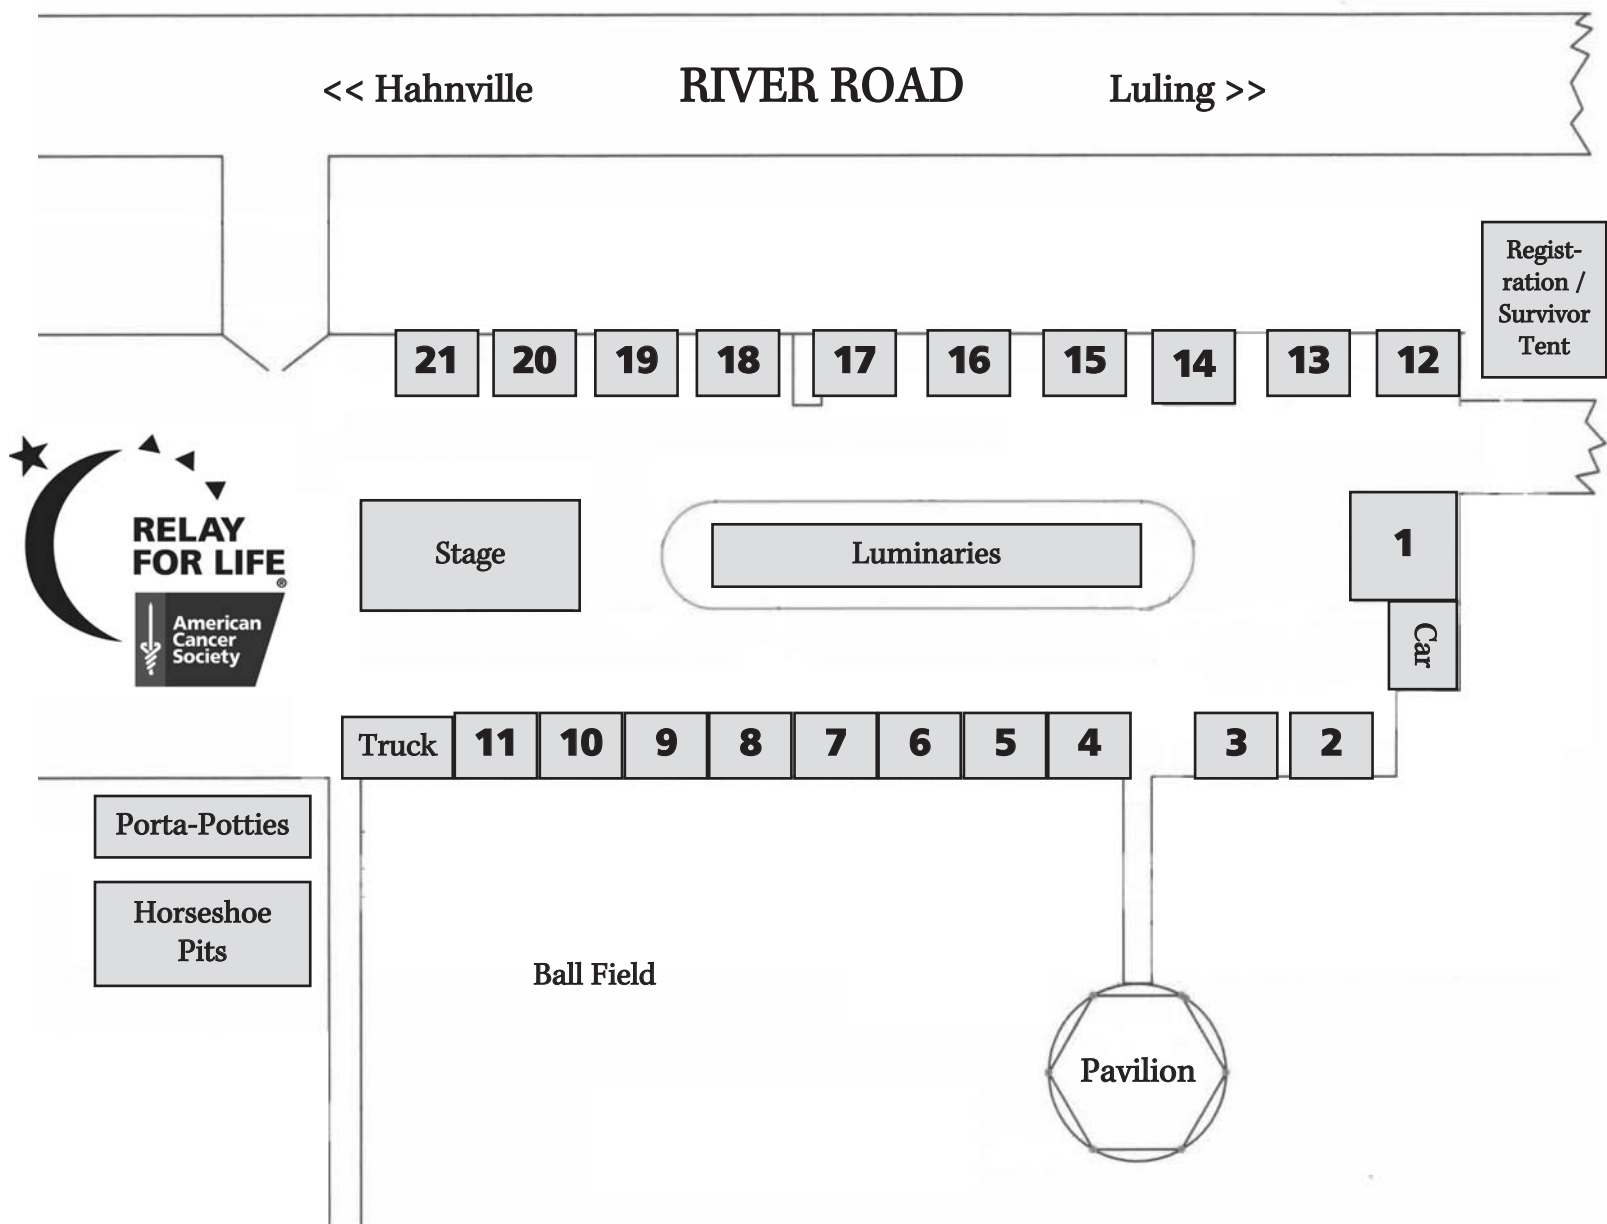 << Hahnville RIVER ROAD Luling >>
Regist-
ration /
Survivor
Tent
21 20 19 18 17 16 15 14 13 12
RELAY
FOR LIFE®
American
Cancer
Society
Stage
Luminaries
1
Car
Truck 11 10 9 8 7 6 5 4 3 2
Porta-Potties
Horseshoe
Pits
Ball Field
Pavilion